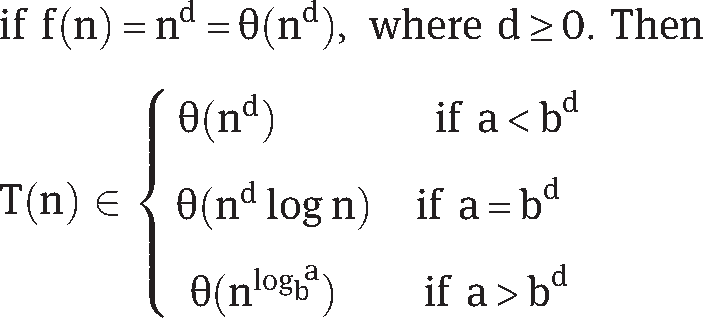 if f(n) = n^d = θ(n^d), where d ≥ 0. Then
T(n) ∈ { θ(n^d) if a < b^d
θ(n^d log n) if a = b^d
θ(n^{log_b^a}) if a > b^d